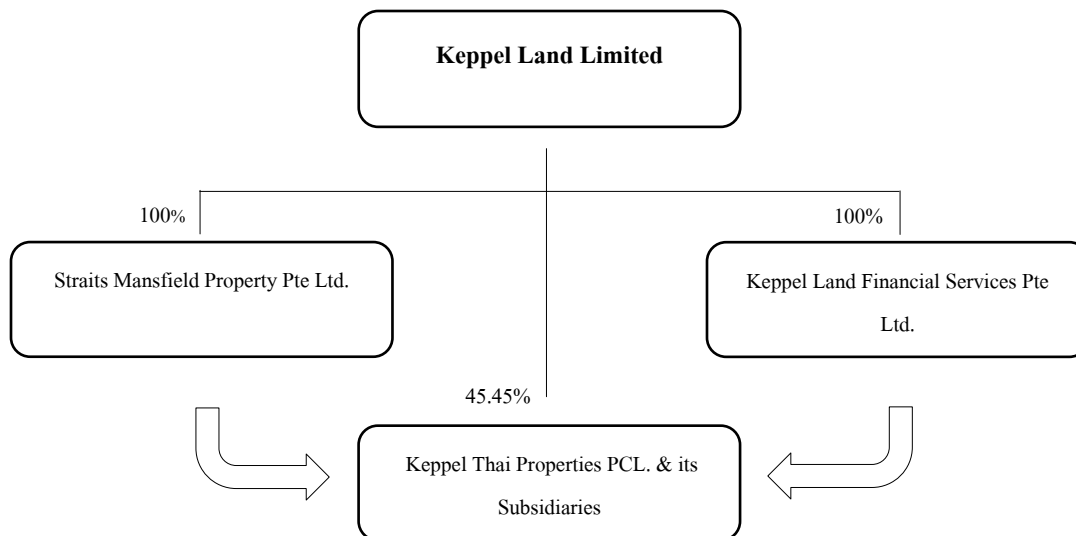 Keppel Land Limited
100%
100%
Straits Mansfield Property Pte Ltd.
Keppel Land Financial Services Pte
Ltd.
45.45%
Keppel Thai Properties PCL. & its
Subsidiaries